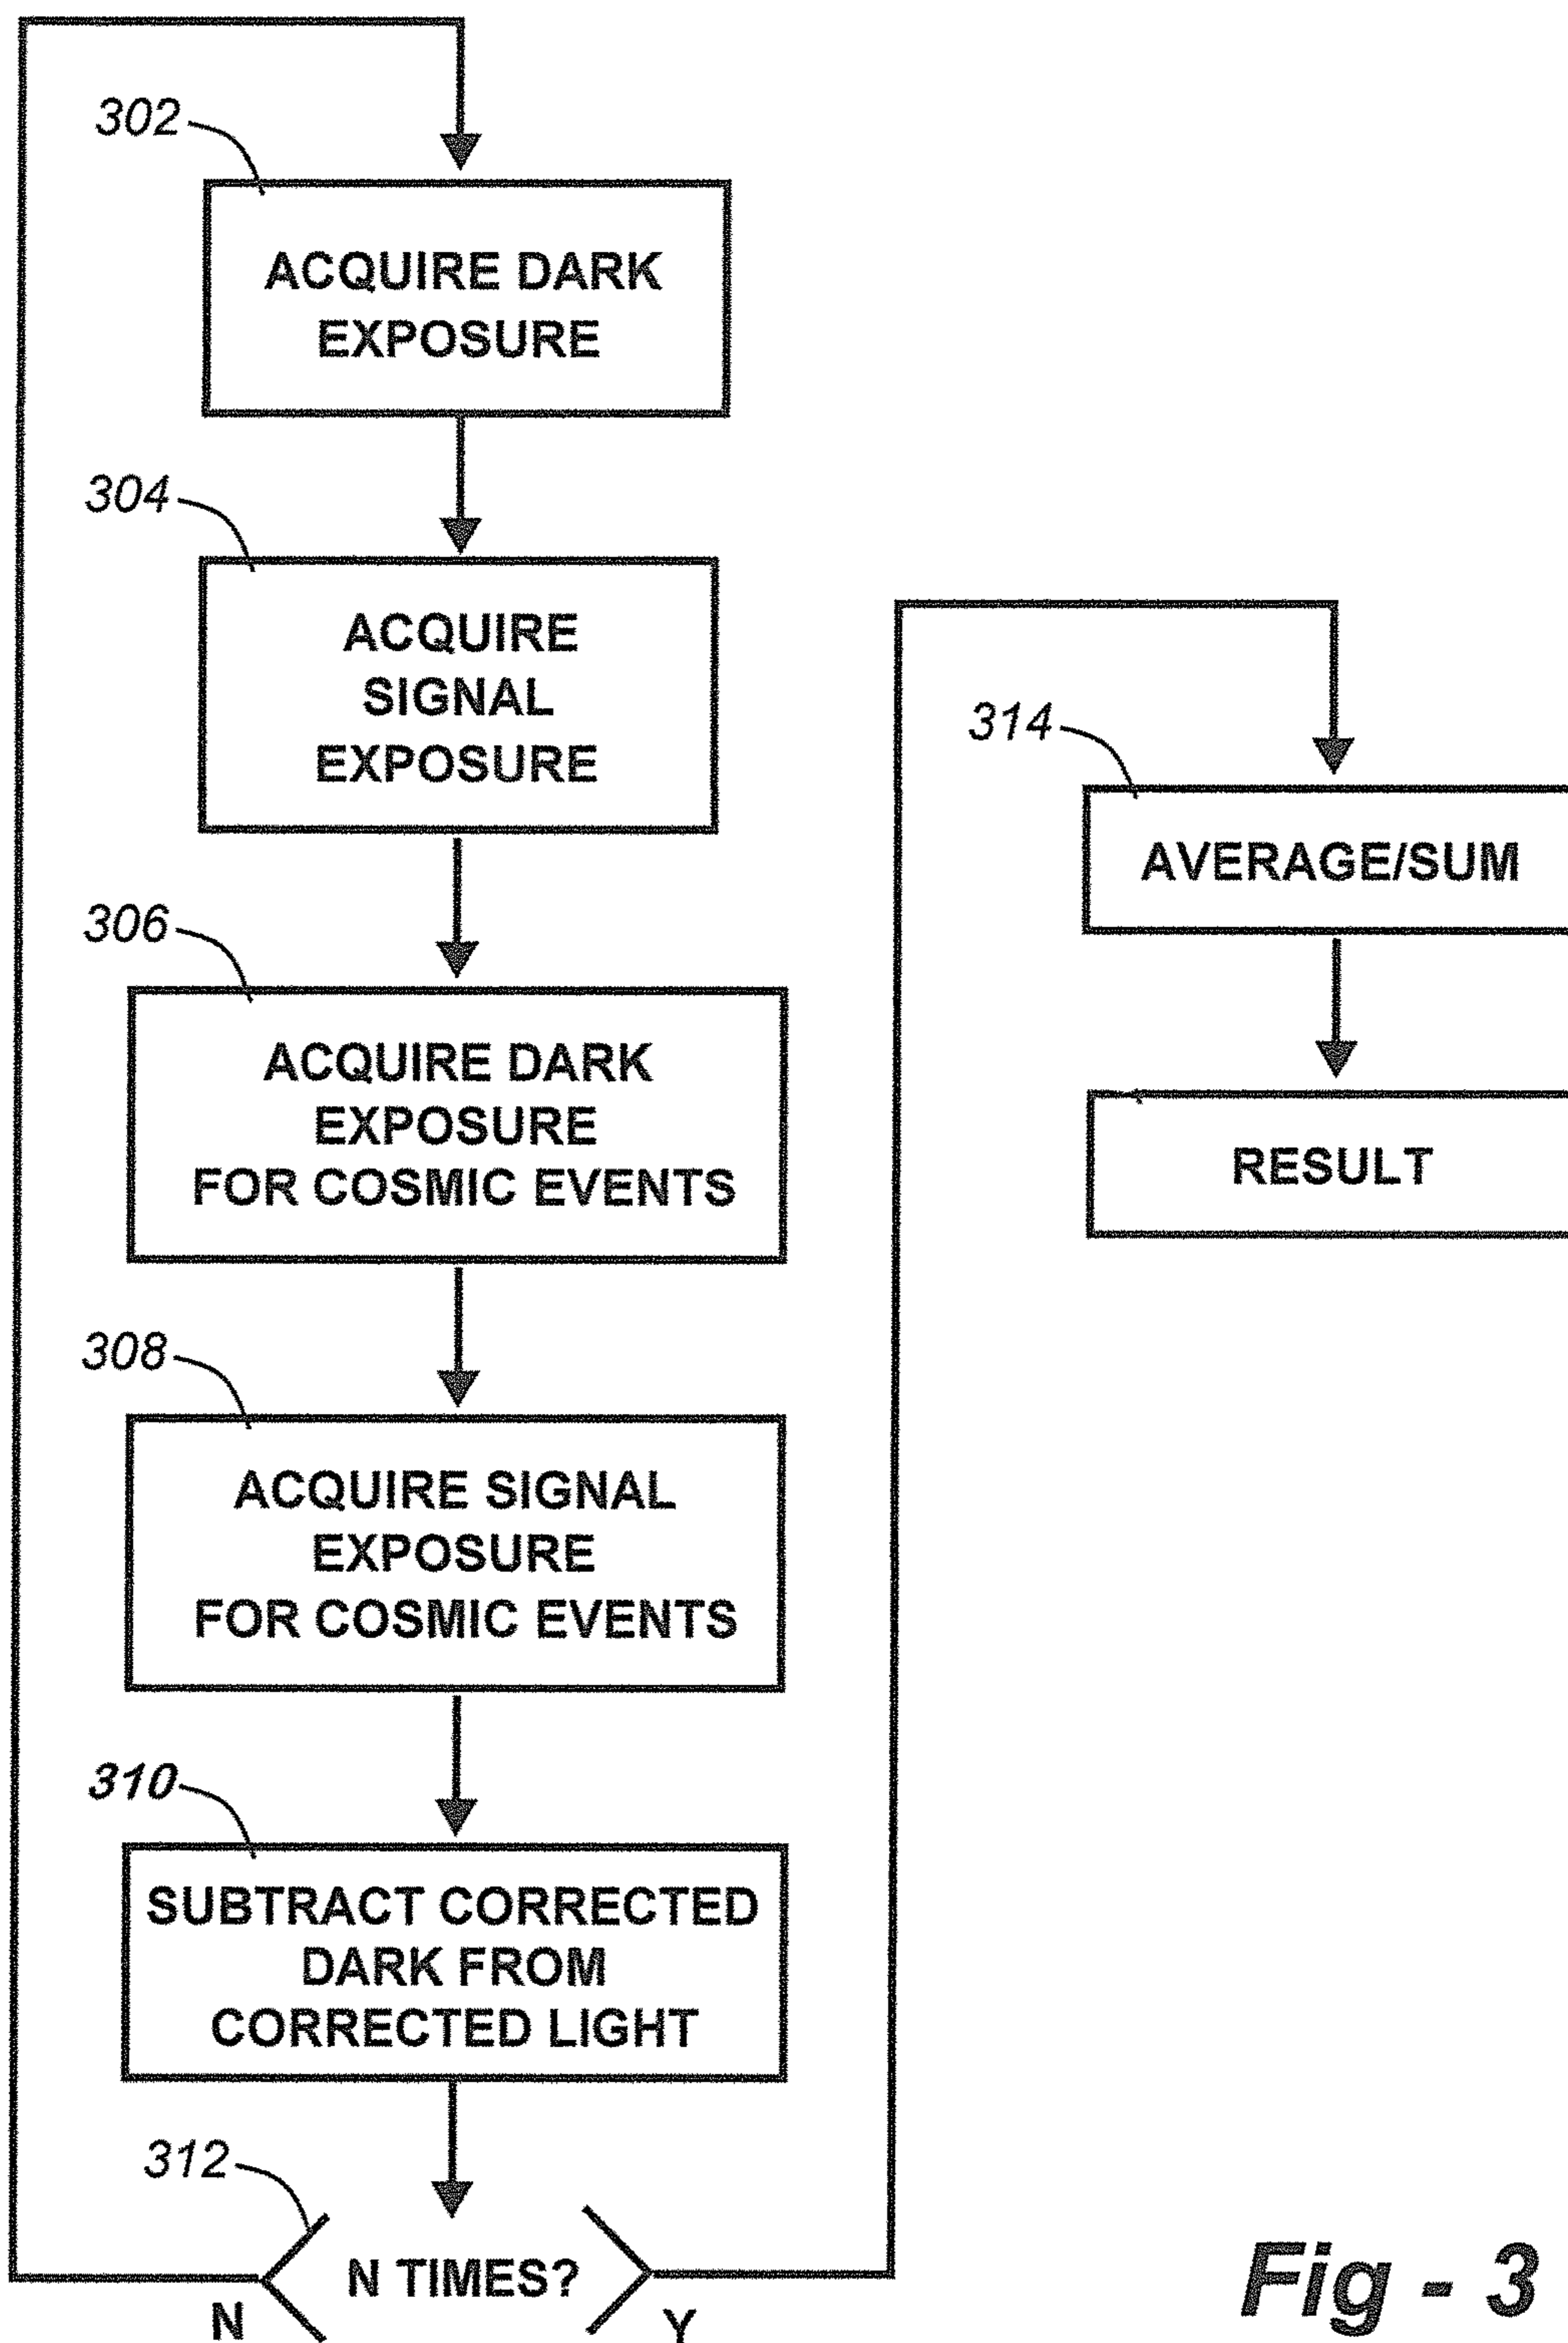 302
ACQUIRE DARK
EXPOSURE
304
ACQUIRE
SIGNAL
EXPOSURE
306
ACQUIRE DARK
EXPOSURE
FOR COSMIC EVENTS
308
ACQUIRE SIGNAL
EXPOSURE
FOR COSMIC EVENTS
310
SUBTRACT CORRECTED
DARK FROM
CORRECTED LIGHT
312
N TIMES?
N
Y
314
AVERAGE/SUM
RESULT
Fig - 3